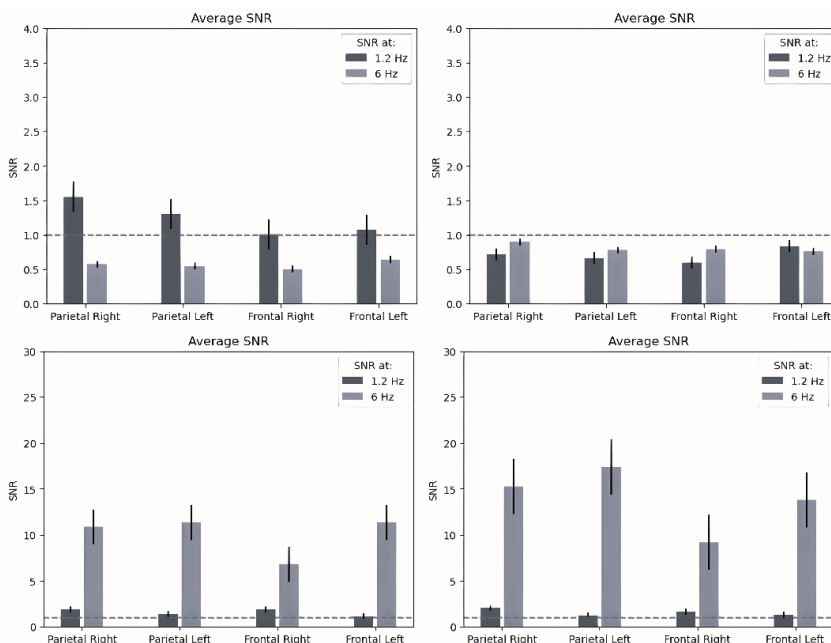 Average SNR
SNR at:
1.2 Hz
6 Hz
SNR
4.0
3.5
3.0
2.5
2.0
1.5
1.0
0.5
0.0
Parietal Right Parietal Left Frontal Right Frontal Left
Average SNR
SNR at:
1.2 Hz
6 Hz
SNR
4.0
3.5
3.0
2.5
2.0
1.5
1.0
0.5
0.0
Parietal Right Parietal Left Frontal Right Frontal Left
Average SNR
SNR at:
1.2 Hz
6 Hz
SNR
30
25
20
15
10
5
0
Parietal Right Parietal Left Frontal Right Frontal Left
Average SNR
SNR at:
1.2 Hz
6 Hz
SNR
30
25
20
15
10
5
0
Parietal Right Parietal Left Frontal Right Frontal Left